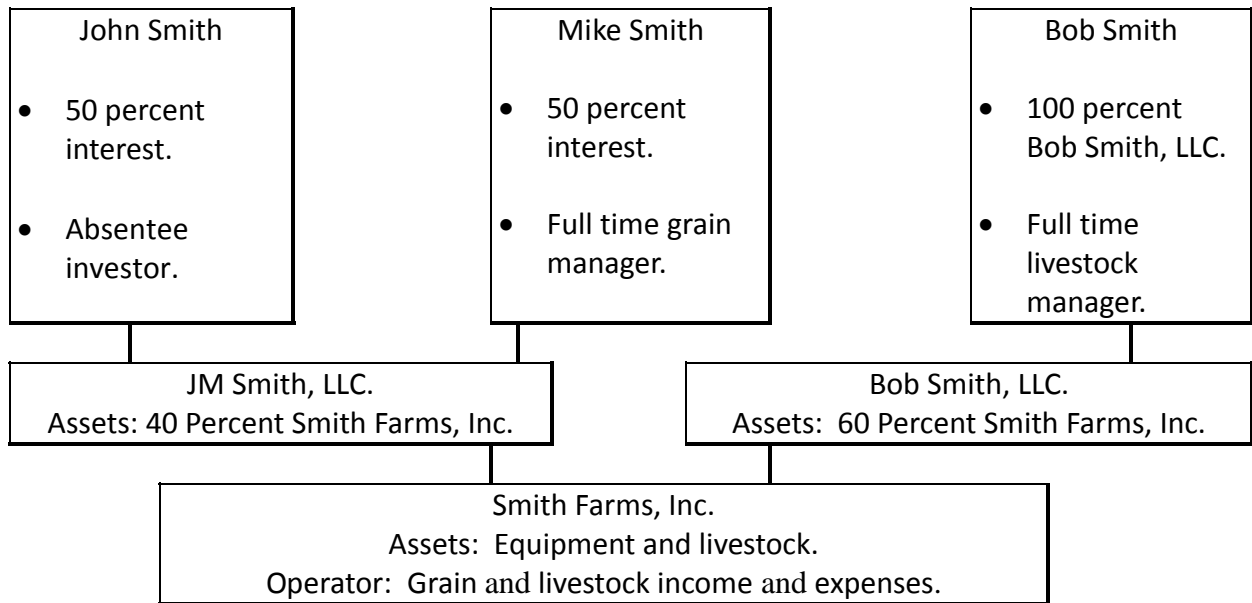 John Smith
• 50 percent
interest.
• Absentee
investor.
Mike Smith
• 50 percent
interest.
• Full time grain
manager.
Bob Smith
• 100 percent
Bob Smith, LLC.
• Full time
livestock
manager.
JM Smith, LLC.
Assets: 40 Percent Smith Farms, Inc.
Bob Smith, LLC.
Assets: 60 Percent Smith Farms, Inc.
Smith Farms, Inc.
Assets: Equipment and livestock.
Operator: Grain and livestock income and expenses.